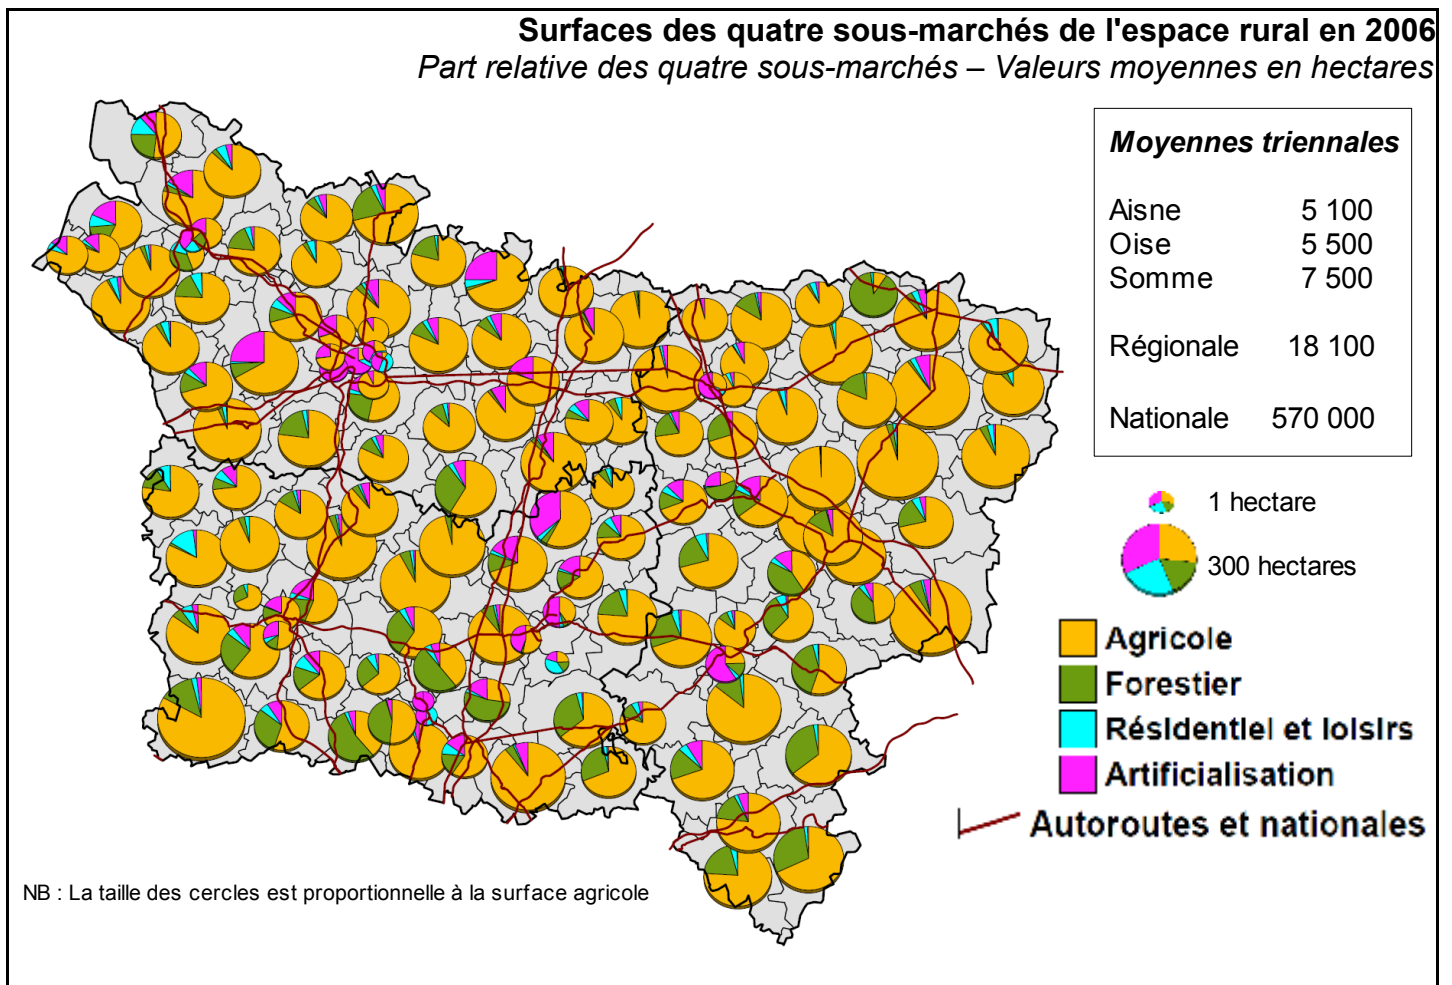 Surfaces des quatre sous-marchés de l'espace rural en 2006
Part relative des quatre sous-marchés – Valeurs moyennes en hectares
Moyennes triennales
Aisne 5 100
Oise 5 500
Somme 7 500
Régionale 18 100
Nationale 570 000
1 hectare
300 hectares
Agricole
Forestier
Résidentiel et loisirs
Artificialisation
Autoroutes et nationales
NB : La taille des cercles est proportionnelle à la surface agricole